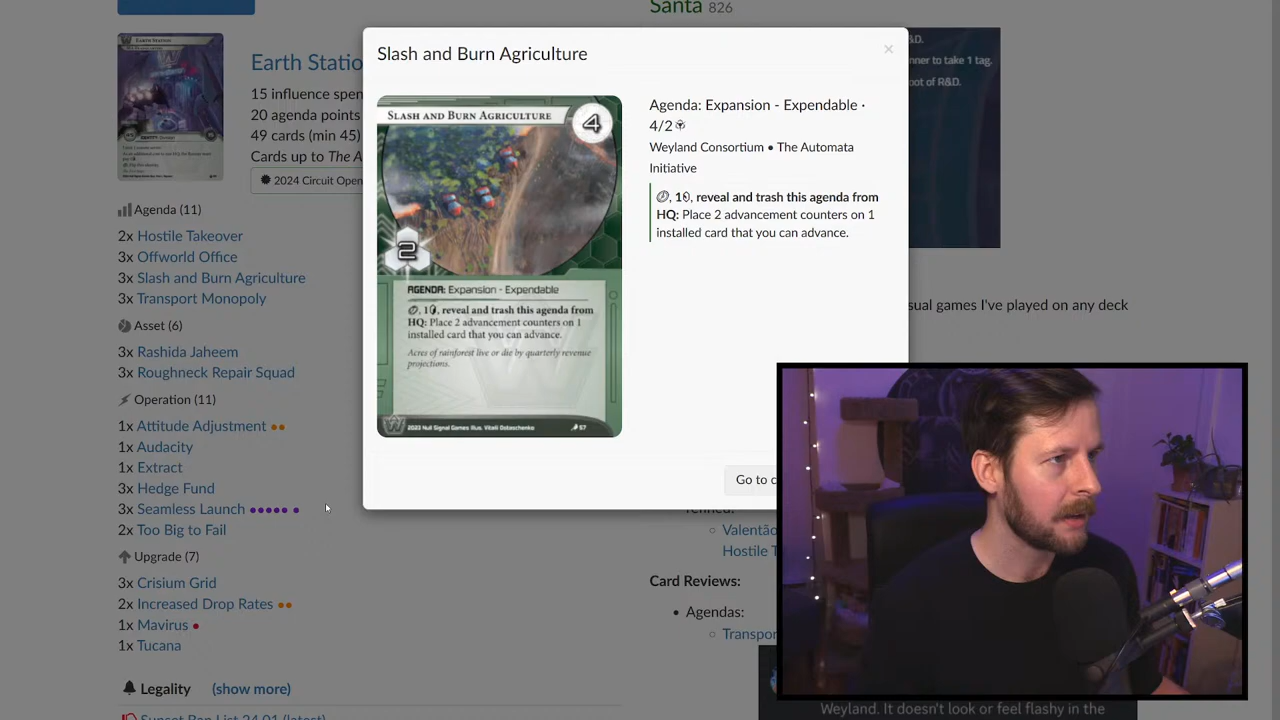 Santa 826
Earth Station
Earth Statio
15 influence spen
20 agenda points
49 cards (min 45)
Cards up to The A
2024 Circuit Open
Agenda (11)
2x Hostile Takeover
3x Offworld Office
3x Slash and Burn Agriculture
3x Transport Monopoly
Asset (6)
3x Rashida Jaheem
3x Roughneck Repair Squad
Operation (11)
1x Attitude Adjustment
1x Audacity
1x Extract
3x Hedge Fund
3x Seamless Launch
2x Too Big to Fail
Upgrade (7)
3x Crisium Grid
2x Increased Drop Rates
1x Mavirus
1x Tucana
Legality (show more)
Sunset Ban List 24.01 (latest)
Slash and Burn Agriculture
×
SLASH AND BURN AGRICULTURE
4
2
AGENDA: Expansion - Expendable
, 1, reveal and trash this agenda from
HQ: Place 2 advancement counters on 1
installed card that you can advance.
Acres of rainforest live or die by quarterly revenue
projections.
2023 Null Signal Games Illus. Vitalii Ostaschenko
57
Agenda: Expansion - Expendable ·
4/2
Weyland Consortium • The Automata
Initiative
, 1, reveal and trash this agenda from
HQ: Place 2 advancement counters on 1
installed card that you can advance.
Go to c
D.
nner to take 1 tag.
pot of R&D.
sual games I've played on any deck
Valentão
Hostile T
Card Reviews:
Agendas:
Transpor
Weyland. It doesn't look or feel flashy in the